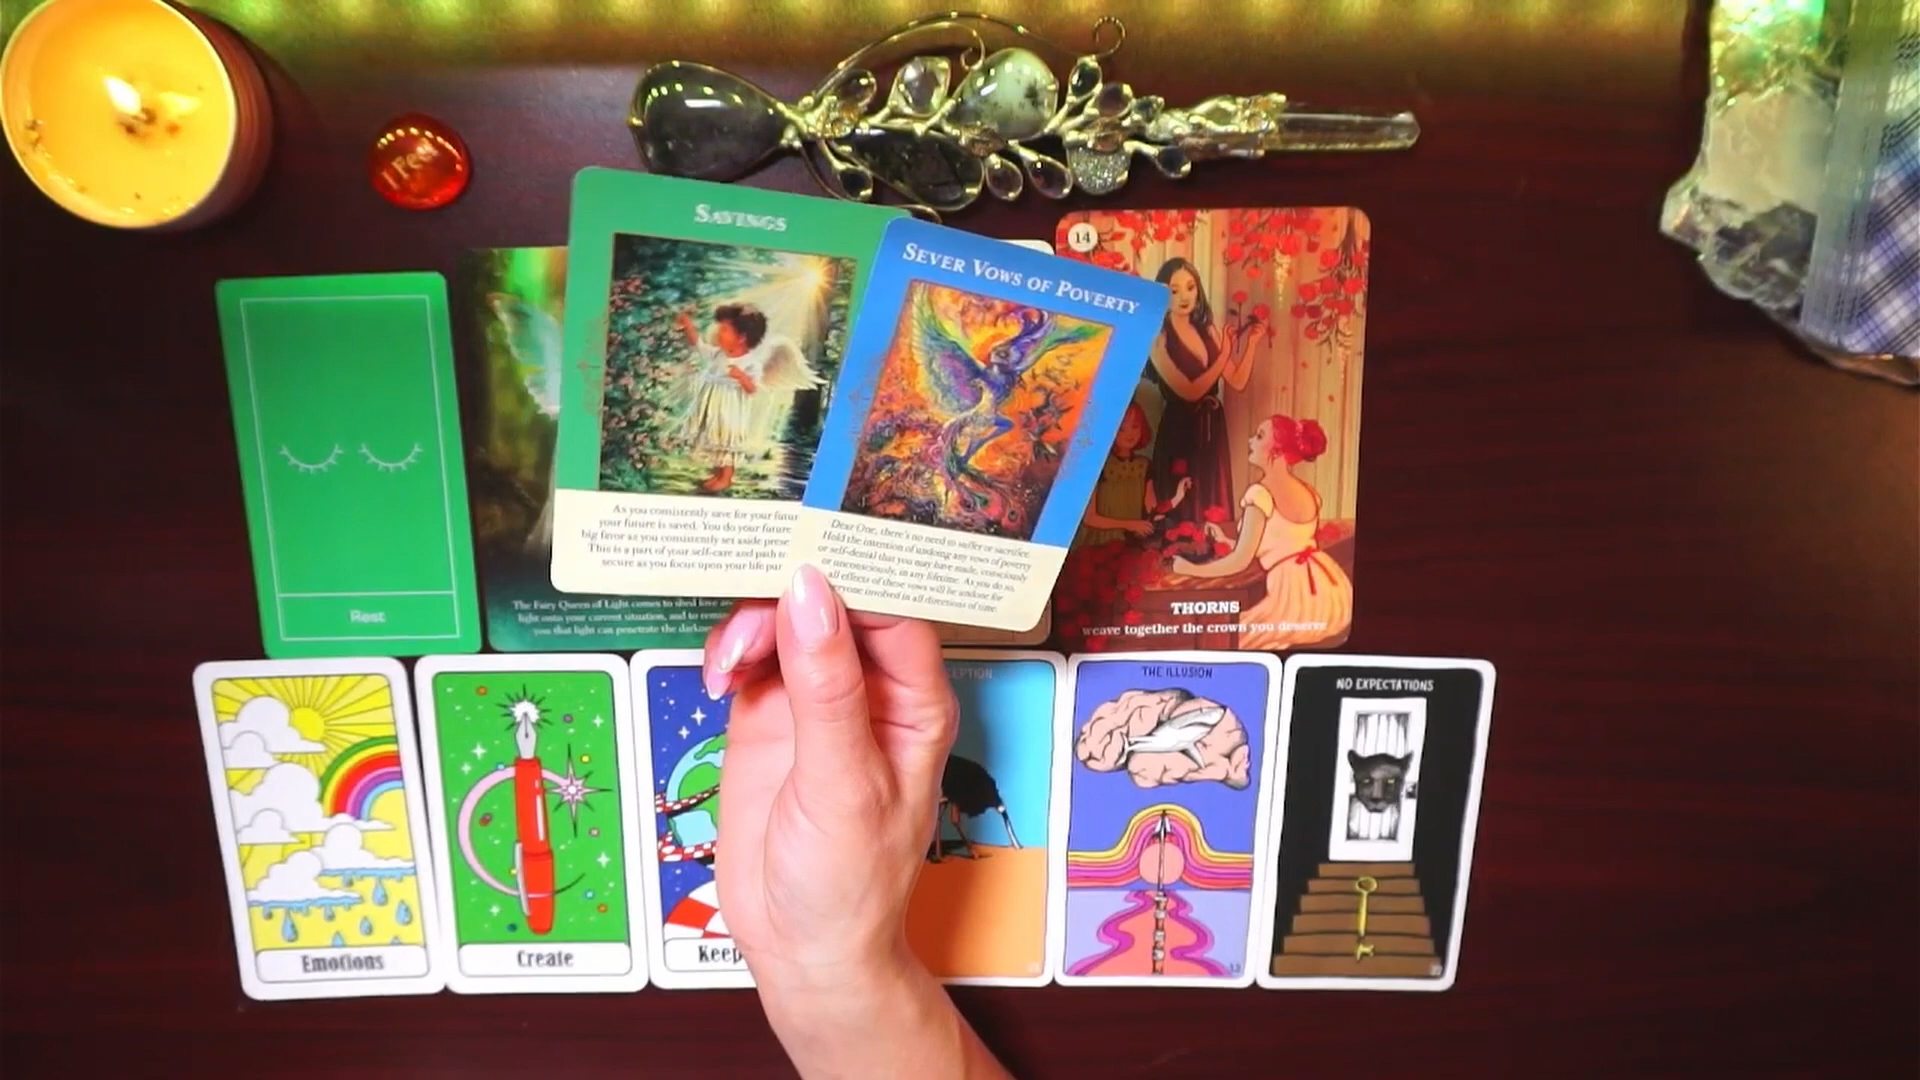 I Feel
SAVINGS
As you consistently save for your futur
your future is saved. You do your future
big favor as you consistently set aside prese
This is a part of your self-care and path to
secure as you focus upon your life pur
SEVER VOWS OF POVERTY
Dear One, there's no need to suffer or sacrifice.
Hold the intention of undoing any vows of poverty
or self-denial that you may have made, consciously
or unconsciously, in any lifetime. As you do so,
all effects of these vows will be undone for
everyone involved in all directions of time.
14
THORNS
weave together the crown you deserve
Rest
The Fairy Queen of Light comes to shed love an
light onto your current situation, and to remi
you that light can penetrate the darkne
Emotions
Create
Keep
EPTION
THE ILLUSION
NO EXPECTATIONS